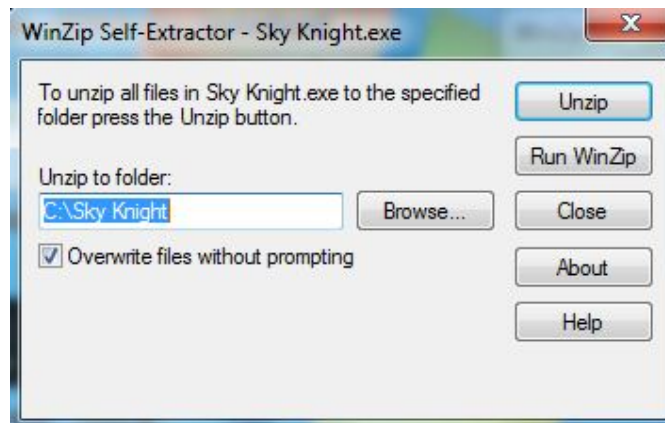 WinZip Self-Extractor - Sky Knight.exe
To unzip all files in Sky Knight.exe to the specified
folder press the Unzip button.
Unzip
Run WinZip
Unzip to folder:
C:\Sky Knight
Browse...
Close
Overwrite files without prompting
About
Help